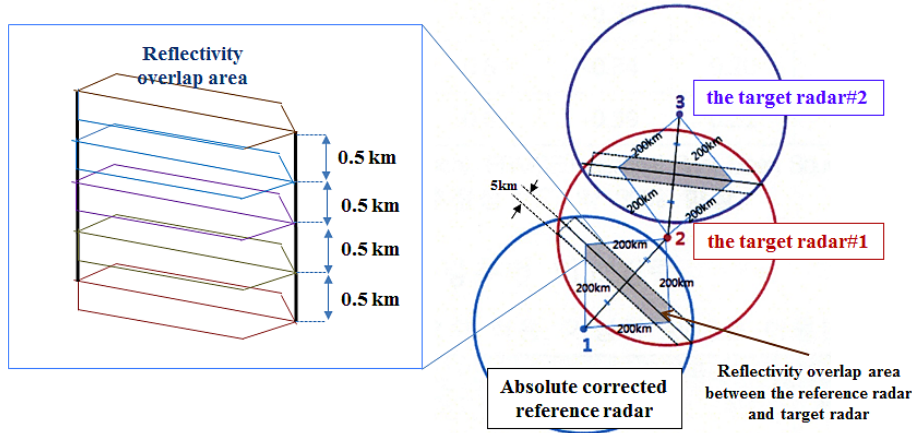 Reflectivity
overlap area
0.5 km
0.5 km
0.5 km
0.5 km
the target radar#2
3
200km
200km
200km
200km
5km
2
the target radar#1
200km
200km
200km
200km
1
Absolute corrected
reference radar
Reflectivity overlap area
between the reference radar
and target radar